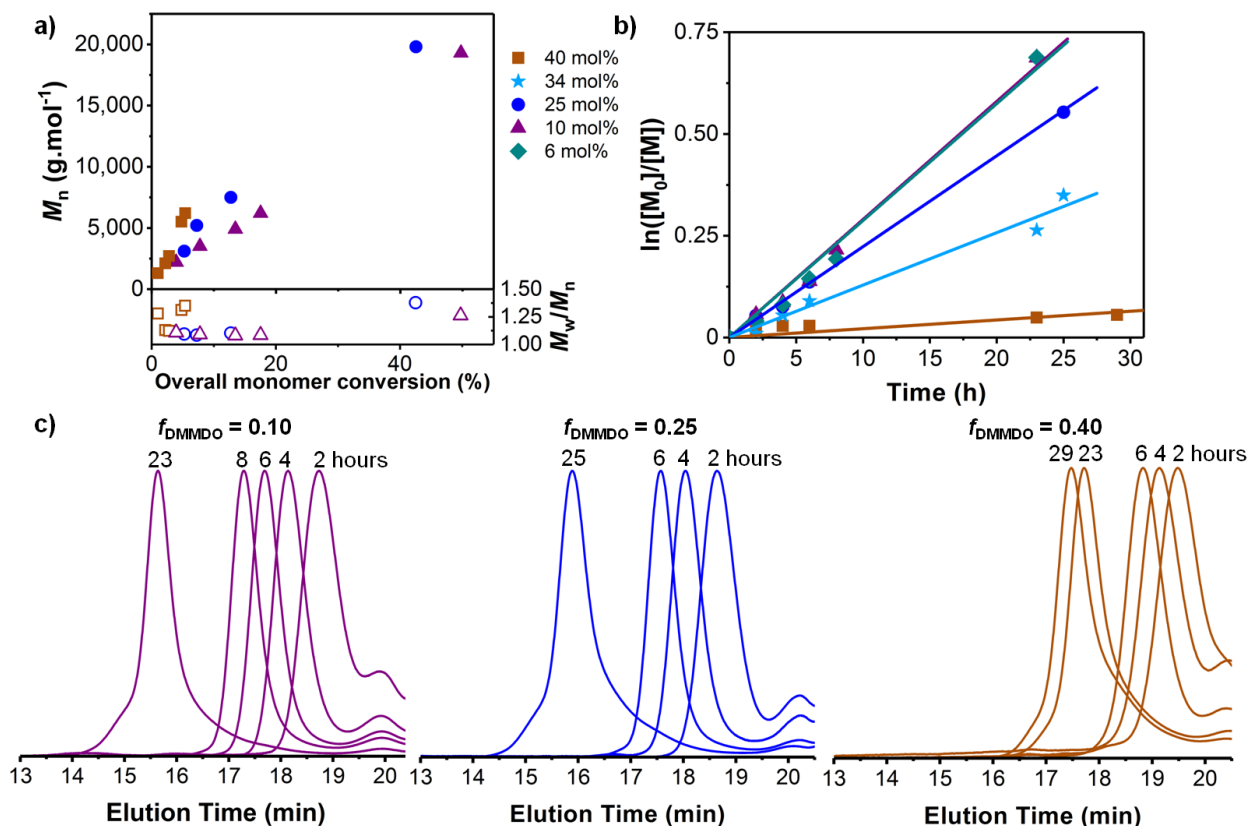 a)
20,000
15,000
10,000
5,000
0
Mn (g.mol-1)
1.50
1.25
1.00
Mw/Mn
0 20 40
Overall monomer conversion (%)
40 mol%
34 mol%
25 mol%
10 mol%
6 mol%
b)
0.75
0.50
0.25
0
ln([M0]/[M])
0 5 10 15 20 25 30
Time (h)
c)
fDMMDO = 0.10
23 8 6 4 2 hours
13 14 15 16 17 18 19 20
Elution Time (min)
fDMMDO = 0.25
25 6 4 2 hours
13 14 15 16 17 18 19 20
Elution Time (min)
fDMMDO = 0.40
29 23 6 4 2 hours
13 14 15 16 17 18 19 20
Elution Time (min)